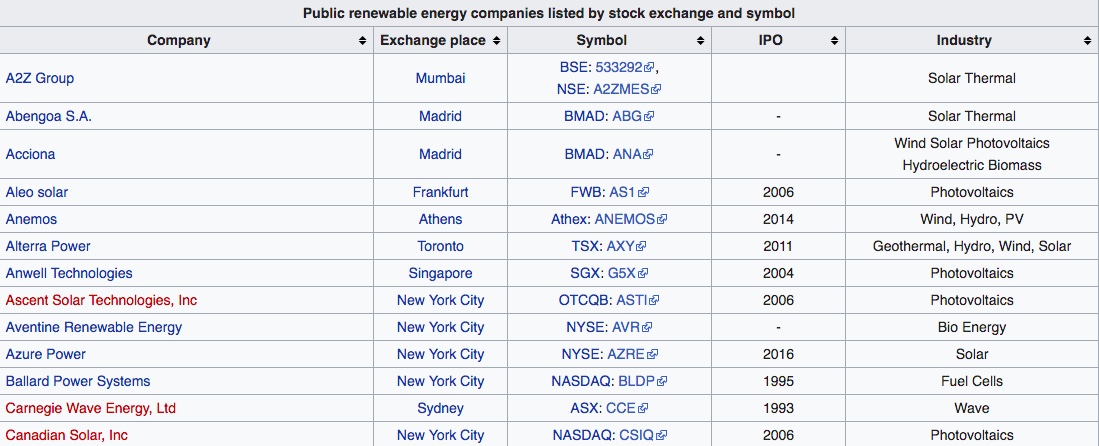 Public renewable energy companies listed by stock exchange and symbol
Company Exchange place Symbol IPO Industry
A2Z Group Mumbai BSE: 533292, NSE: A2ZMES Solar Thermal
Abengoa S.A. Madrid BMAD: ABG - Solar Thermal
Acciona Madrid BMAD: ANA - Wind Solar Photovoltaics Hydroelectric Biomass
Aleo solar Frankfurt FWB: AS1 2006 Photovoltaics
Anemos Athens Athex: ANEMOS 2014 Wind, Hydro, PV
Alterra Power Toronto TSX: AXY 2011 Geothermal, Hydro, Wind, Solar
Anwell Technologies Singapore SGX: G5X 2004 Photovoltaics
Ascent Solar Technologies, Inc New York City OTCQB: ASTI 2006 Photovoltaics
Aventine Renewable Energy New York City NYSE: AVR - Bio Energy
Azure Power New York City NYSE: AZRE 2016 Solar
Ballard Power Systems New York City NASDAQ: BLDP 1995 Fuel Cells
Carnegie Wave Energy, Ltd Sydney ASX: CCE 1993 Wave
Canadian Solar, Inc New York City NASDAQ: CSIQ 2006 Photovoltaics